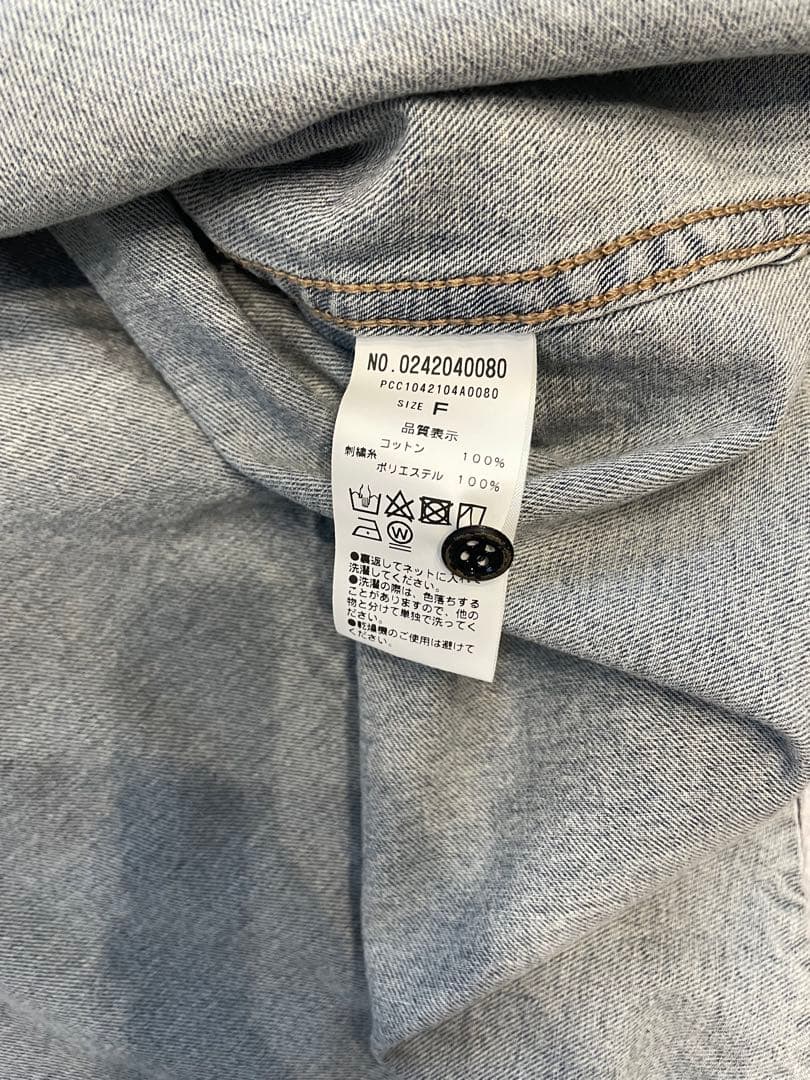 NO.0242040080
PCC1042104A0080
SIZE F
品質表示
コットン 100%
刺繍糸
ポリエステル 100%
W
●裏返してネットに入れて
洗濯してください。
●洗濯の際は、色落ちする
ことがありますので、他の
物と分けて単独で洗ってく
ださい。
●乾燥機のご使用は避けて
ください。